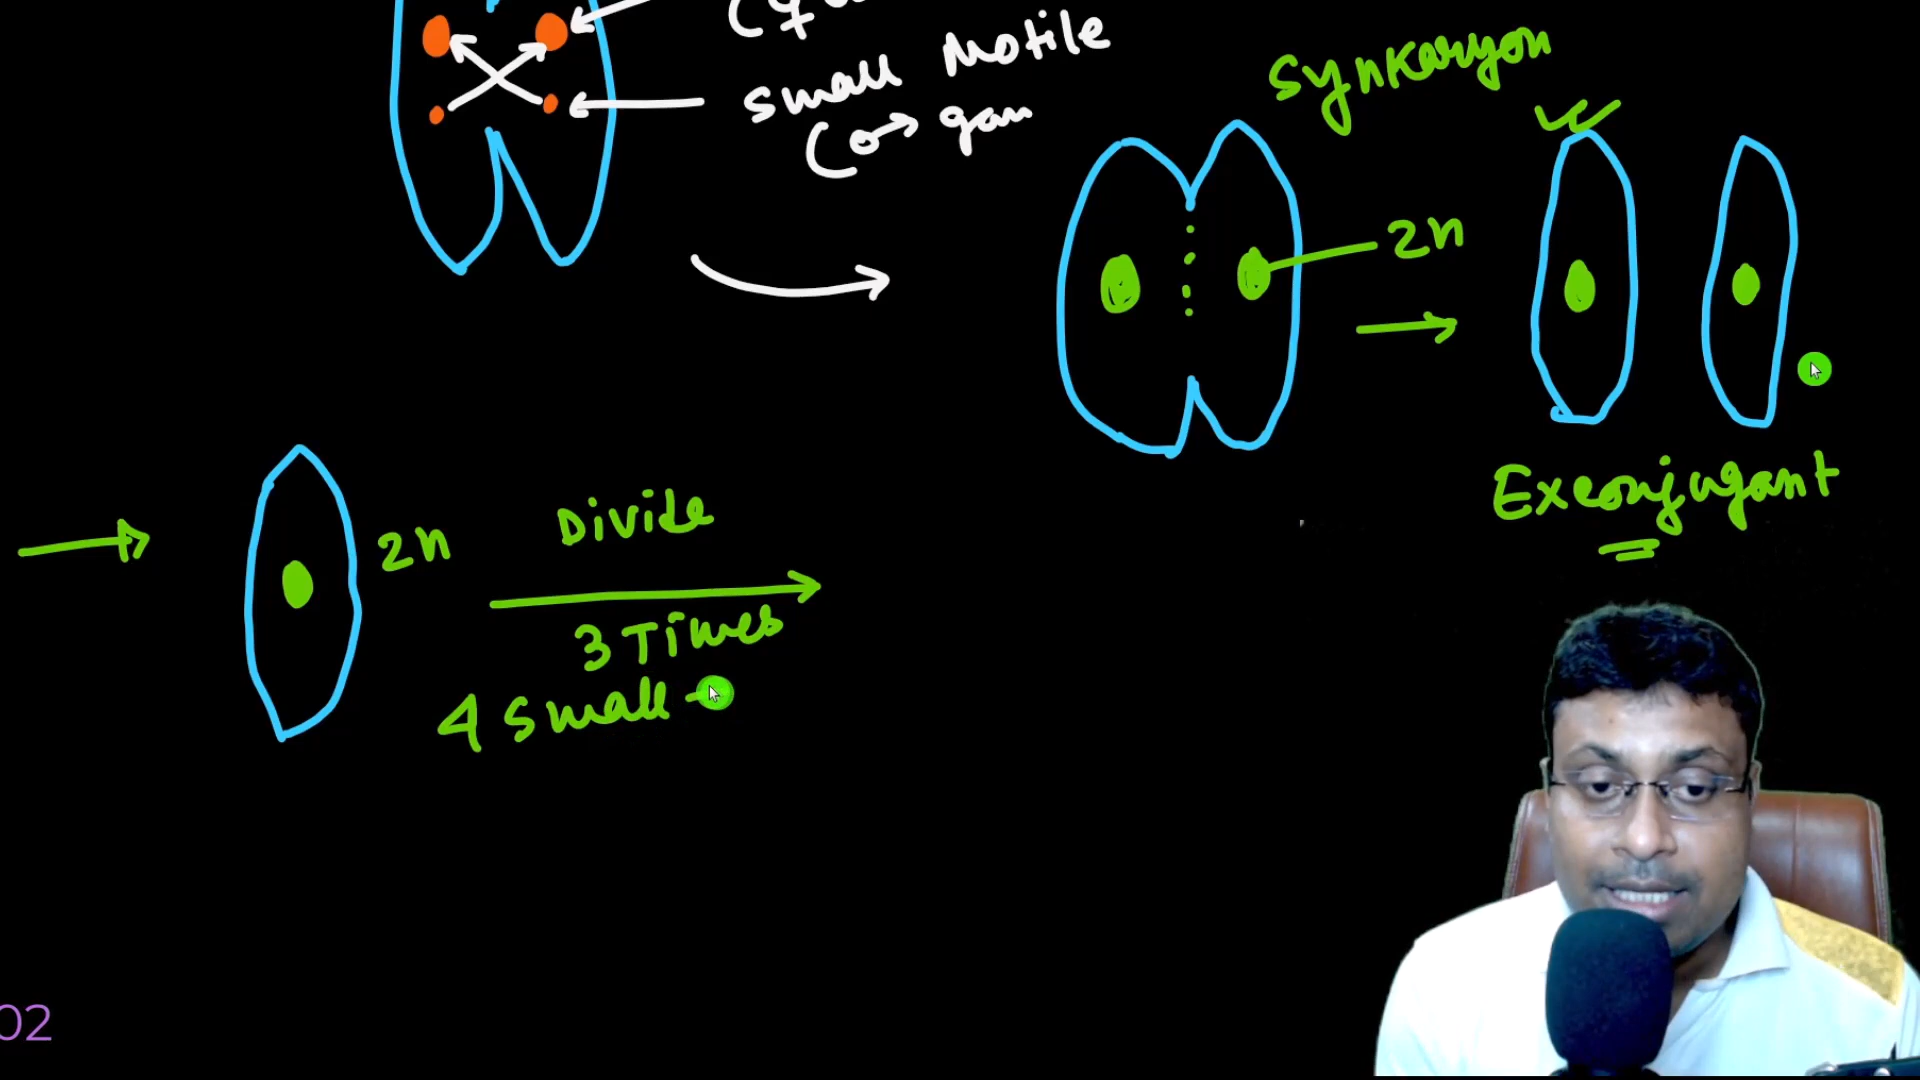 small Motile
(♂ gam
Synkaryon
2n
Exconjugant
2n
Divide
3 Times
4 small -
02